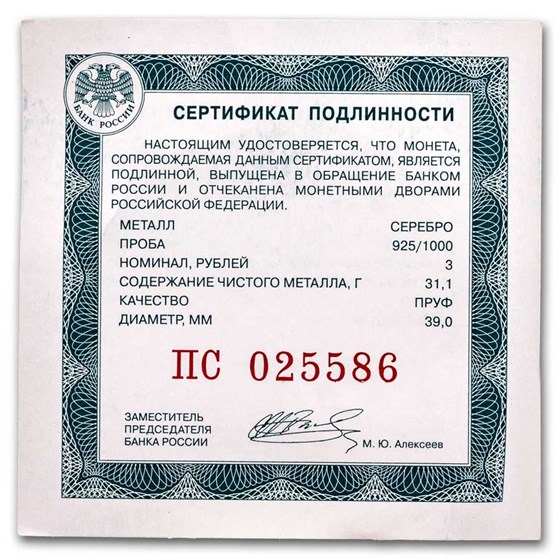 БАНК РОССИИ
СЕРТИФИКАТ ПОДЛИННОСТИ
НАСТОЯЩИМ УДОСТОВЕРЯЕТСЯ, ЧТО МОНЕТА,
СОПРОВОЖДАЕМАЯ ДАННЫМ СЕРТИФИКАТОМ, ЯВЛЯЕТСЯ
ПОДЛИННОЙ, ВЫПУЩЕНА В ОБРАЩЕНИЕ БАНКОМ
РОССИИ И ОТЧЕКАНЕНА МОНЕТНЫМИ ДВОРАМИ
РОССИЙСКОЙ ФЕДЕРАЦИИ.
МЕТАЛЛ СЕРЕБРО
ПРОБА 925/1000
НОМИНАЛ, РУБЛЕЙ 3
СОДЕРЖАНИЕ ЧИСТОГО МЕТАЛЛА, Г 31,1
КАЧЕСТВО ПРУФ
ДИАМЕТР, ММ 39,0
ПС 025586
ЗАМЕСТИТЕЛЬ
ПРЕДСЕДАТЕЛЯ
БАНКА РОССИИ М. Ю. Алексеев